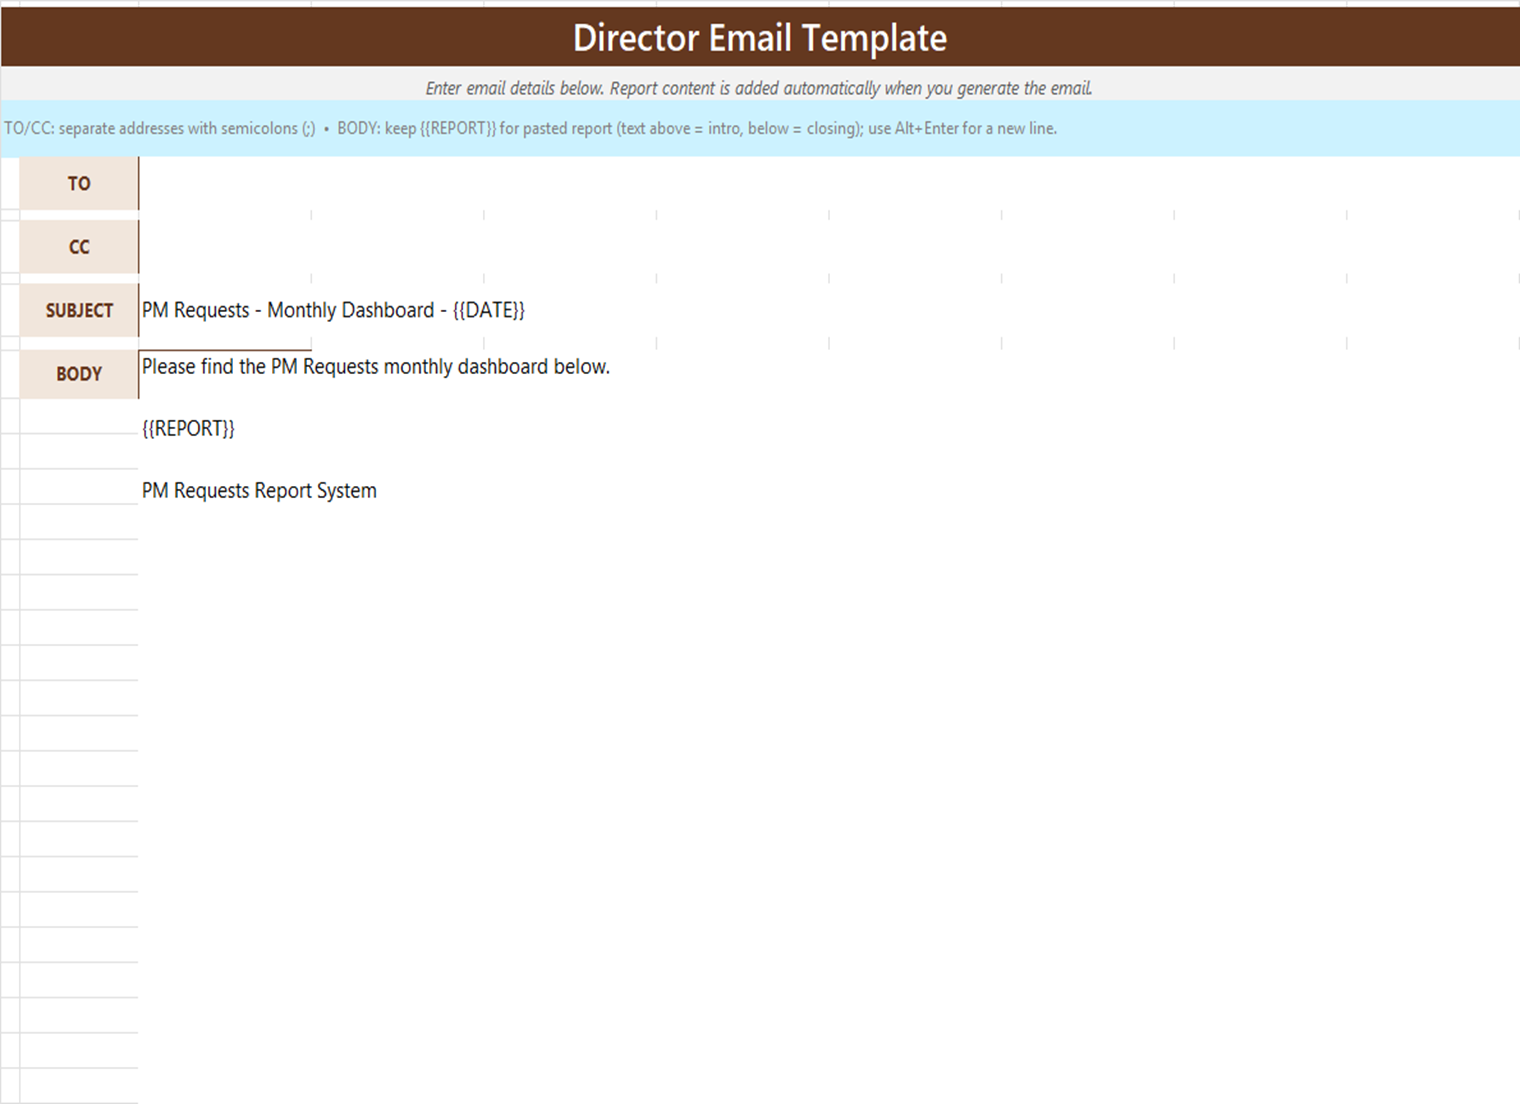 Director Email Template
Enter email details below. Report content is added automatically when you generate the email.
TO/CC: separate addresses with semicolons (;)  •  BODY: keep {{REPORT}} for pasted report (text above = intro, below = closing); use Alt+Enter for a new line.
TO
CC
SUBJECT PM Requests - Monthly Dashboard - {{DATE}}
BODY Please find the PM Requests monthly dashboard below.
{{REPORT}}
PM Requests Report System